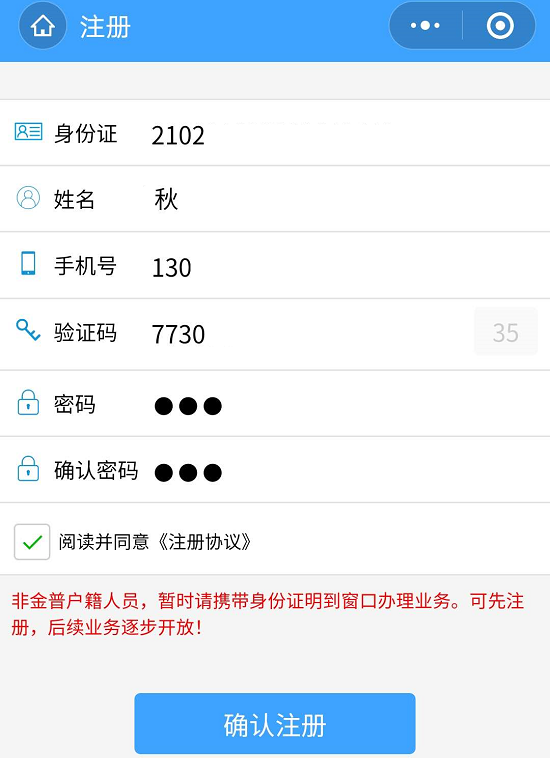 注册
身份证 2102
姓名 秋
手机号 130
验证码 7730 35
密码 ●●●
确认密码 ●●●
阅读并同意《注册协议》
非金普户籍人员，暂时请携带身份证明到窗口办理业务。可先注
册，后续业务逐步开放！
确认注册